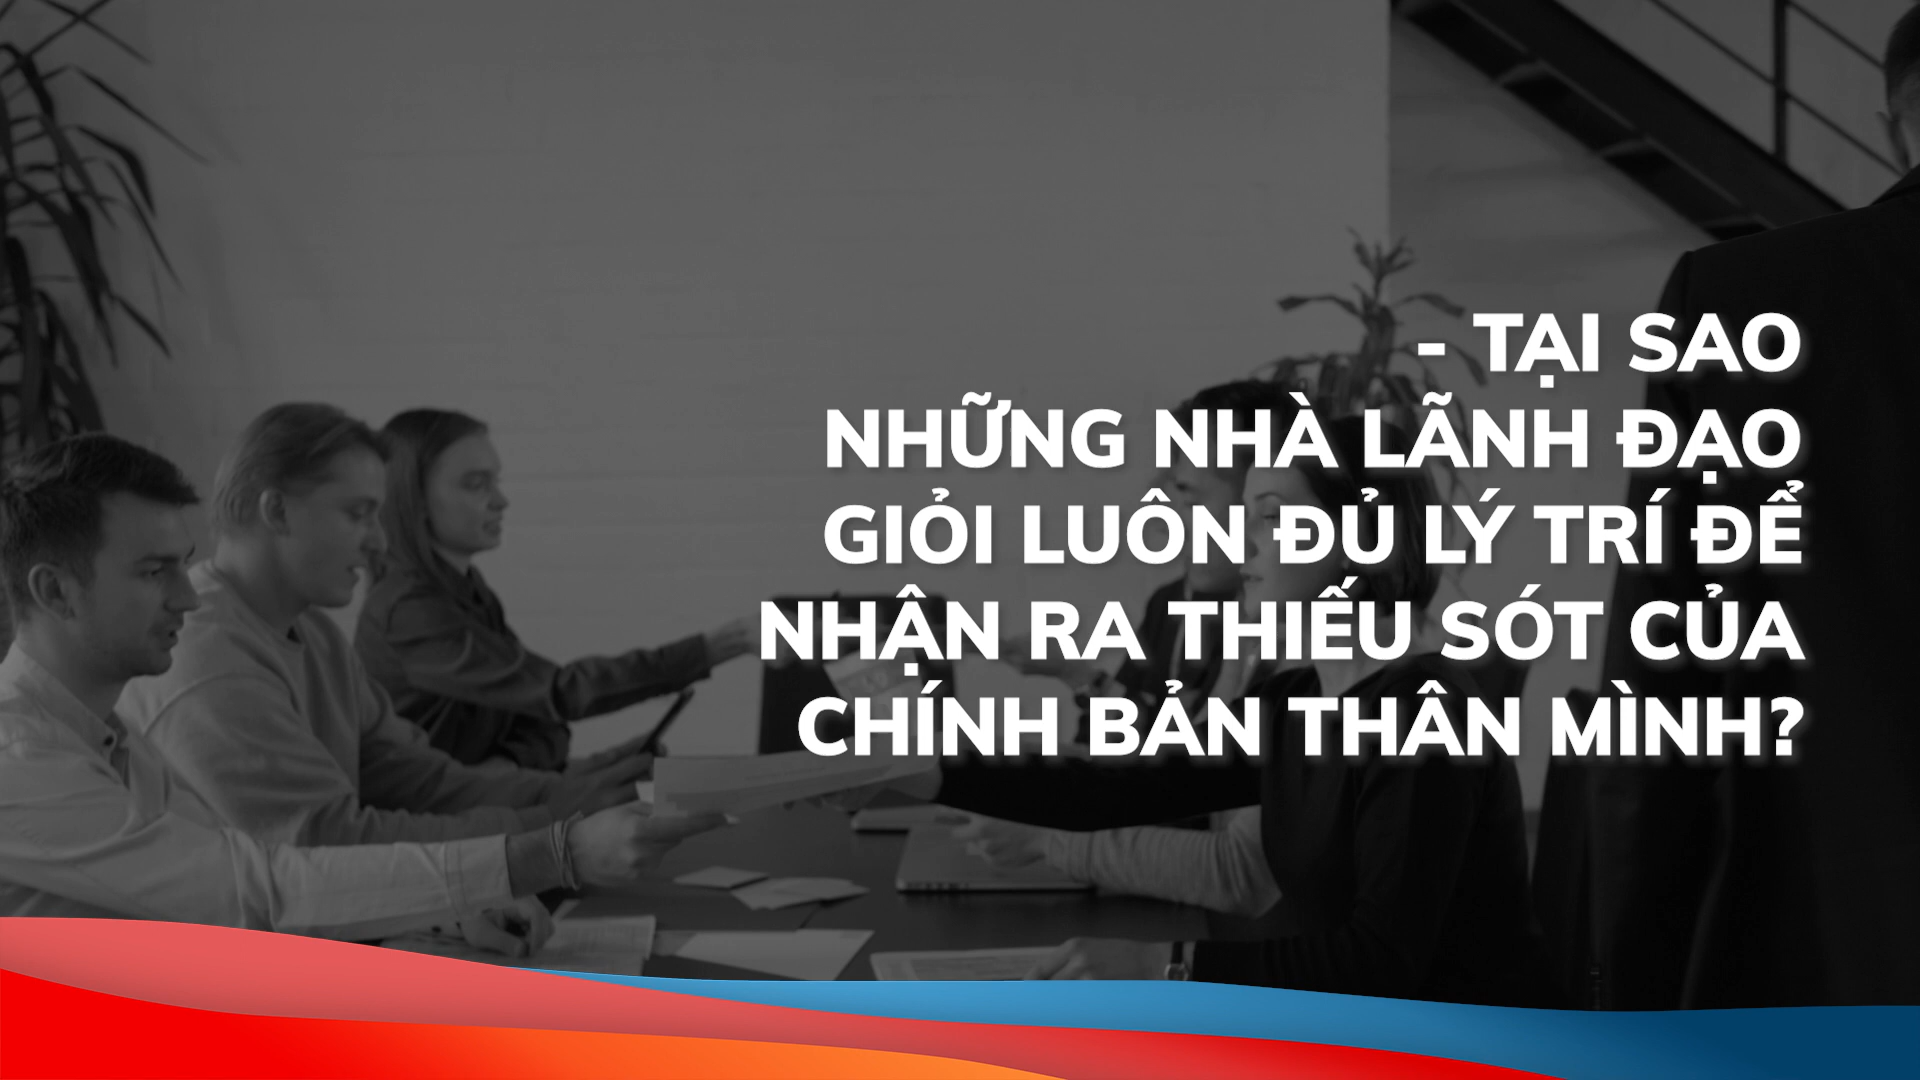 - TẠI SAO
NHỮNG NHÀ LÃNH ĐẠO
GIỎI LUÔN ĐỦ LÝ TRÍ ĐỂ
NHẬN RA THIẾU SÓT CỦA
CHÍNH BẢN THÂN MÌNH?